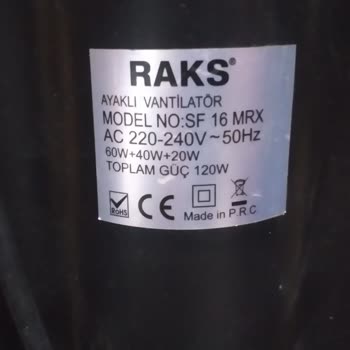 RAKS®
AYAKLI VANTİLATÖR
MODEL NO:SF 16 MRX
AC 220-240V~50Hz
60W+40W+20W
TOPLAM GÜÇ 120W
RoHS CE
Made in P.R.C